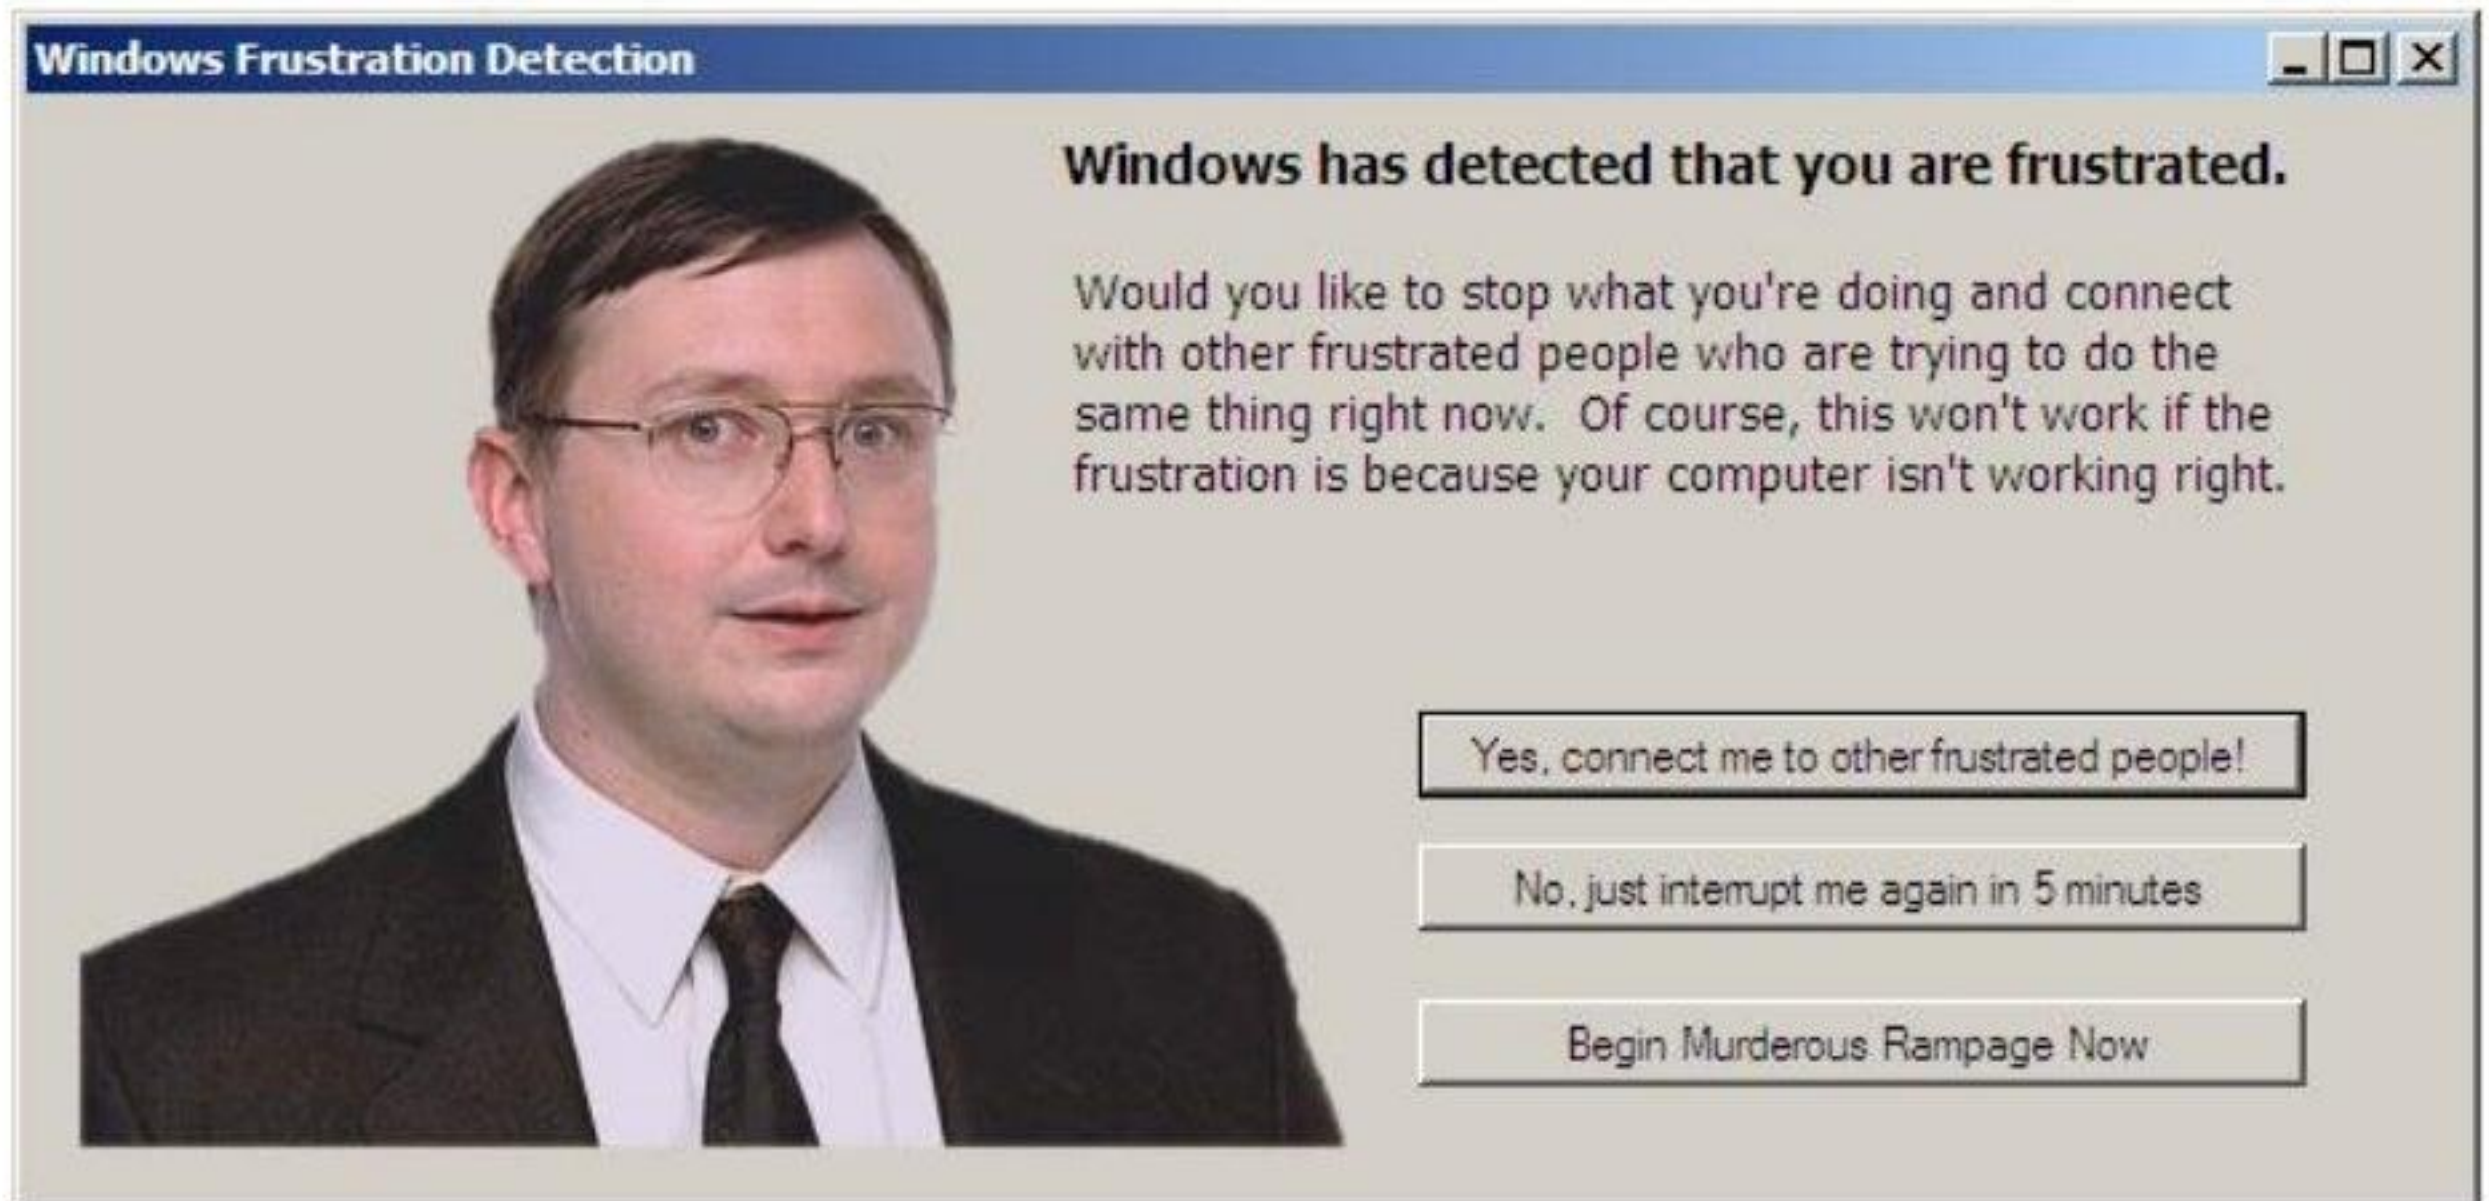 Windows Frustration Detection
Windows has detected that you are frustrated.
Would you like to stop what you're doing and connect
with other frustrated people who are trying to do the
same thing right now.  Of course, this won't work if the
frustration is because your computer isn't working right.
Yes, connect me to other frustrated people!
No, just interrupt me again in 5 minutes
Begin Murderous Rampage Now